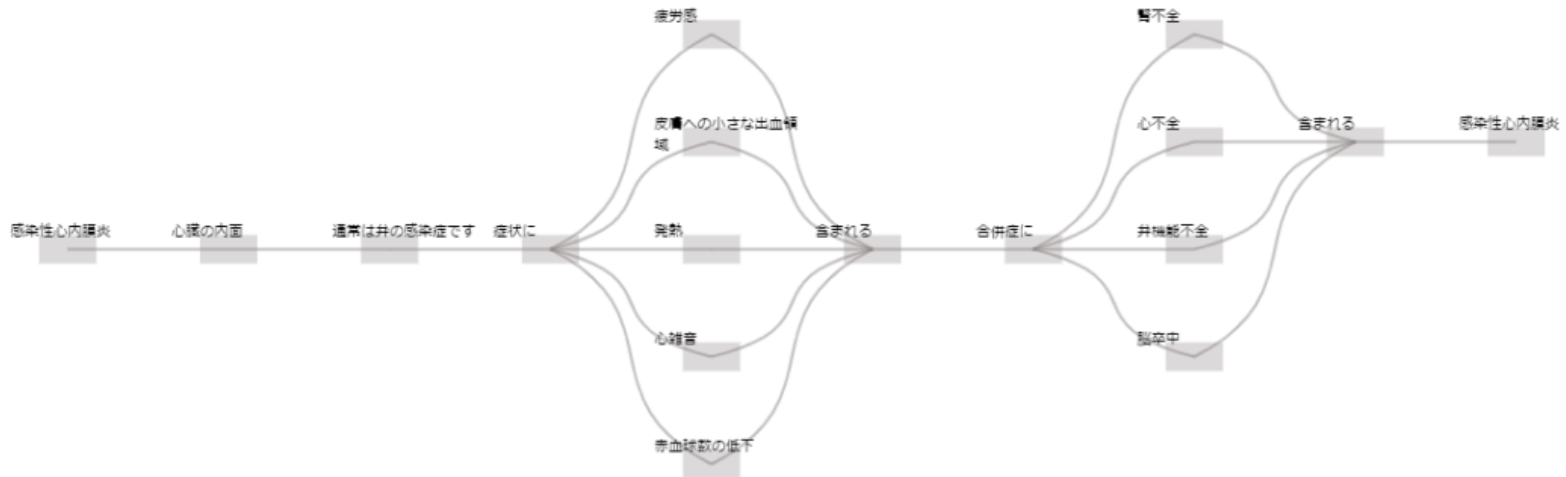 感染性心内膜炎
心臓の内面
通常は弁の感染症です
症状に
疲労感
皮膚への小さな出血領
域
発熱
心雑音
赤血球数の低下
含まれる
合併症に
腎不全
心不全
弁機能不全
脳卒中
含まれる
感染性心内膜炎